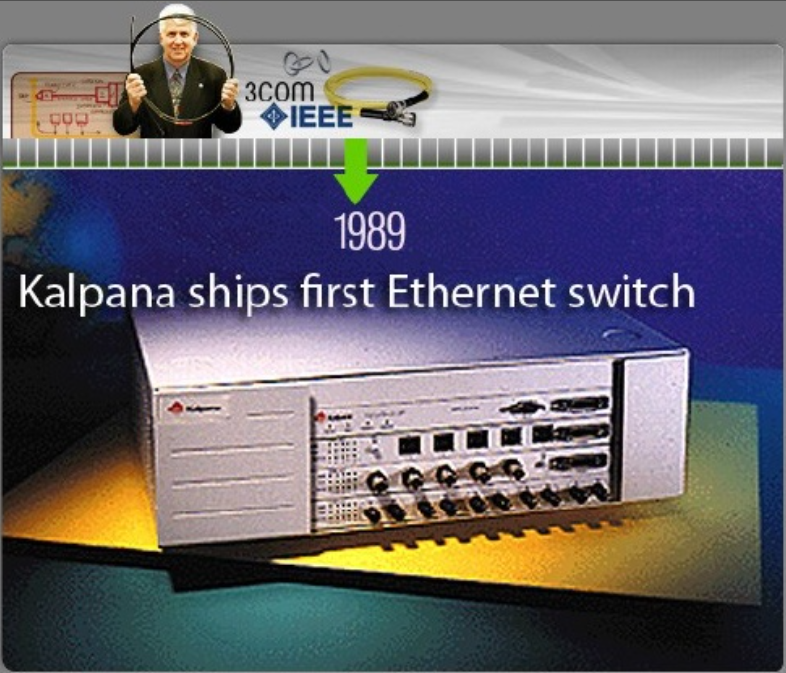 3COM
IEEE
1989
Kalpana ships first Ethernet switch
Kalpana